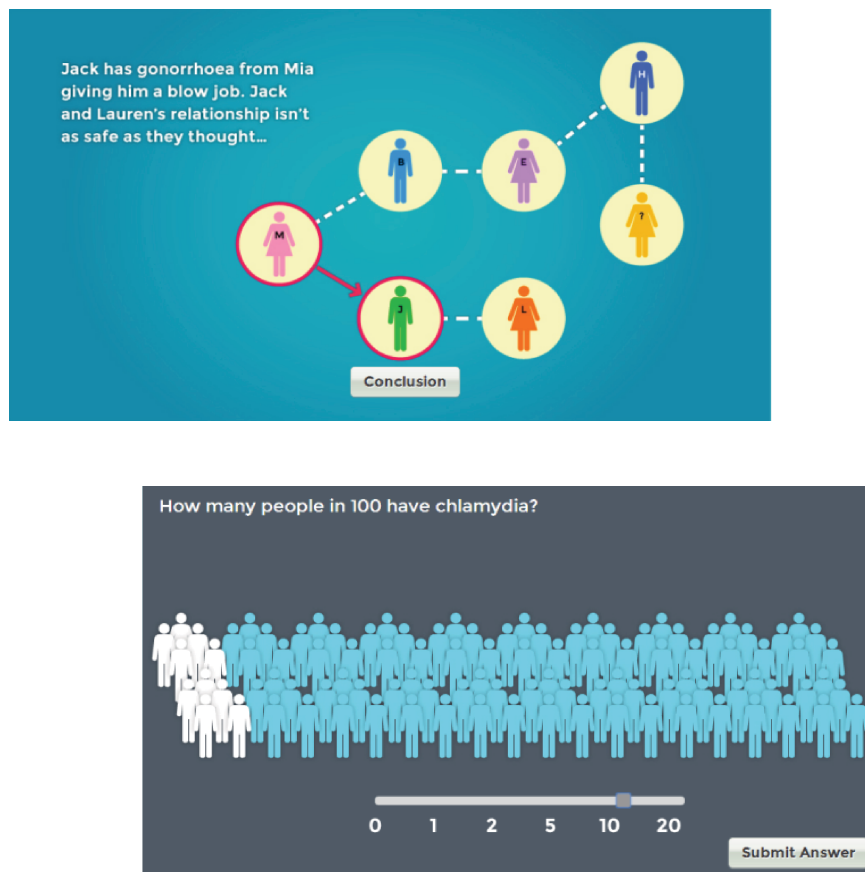 Jack has gonorrhoea from Mia
giving him a blow job. Jack
and Lauren's relationship isn't
as safe as they thought...
H
B
E
?
M
J
L
Conclusion
How many people in 100 have chlamydia?
0 1 2 5 10 20
Submit Answer